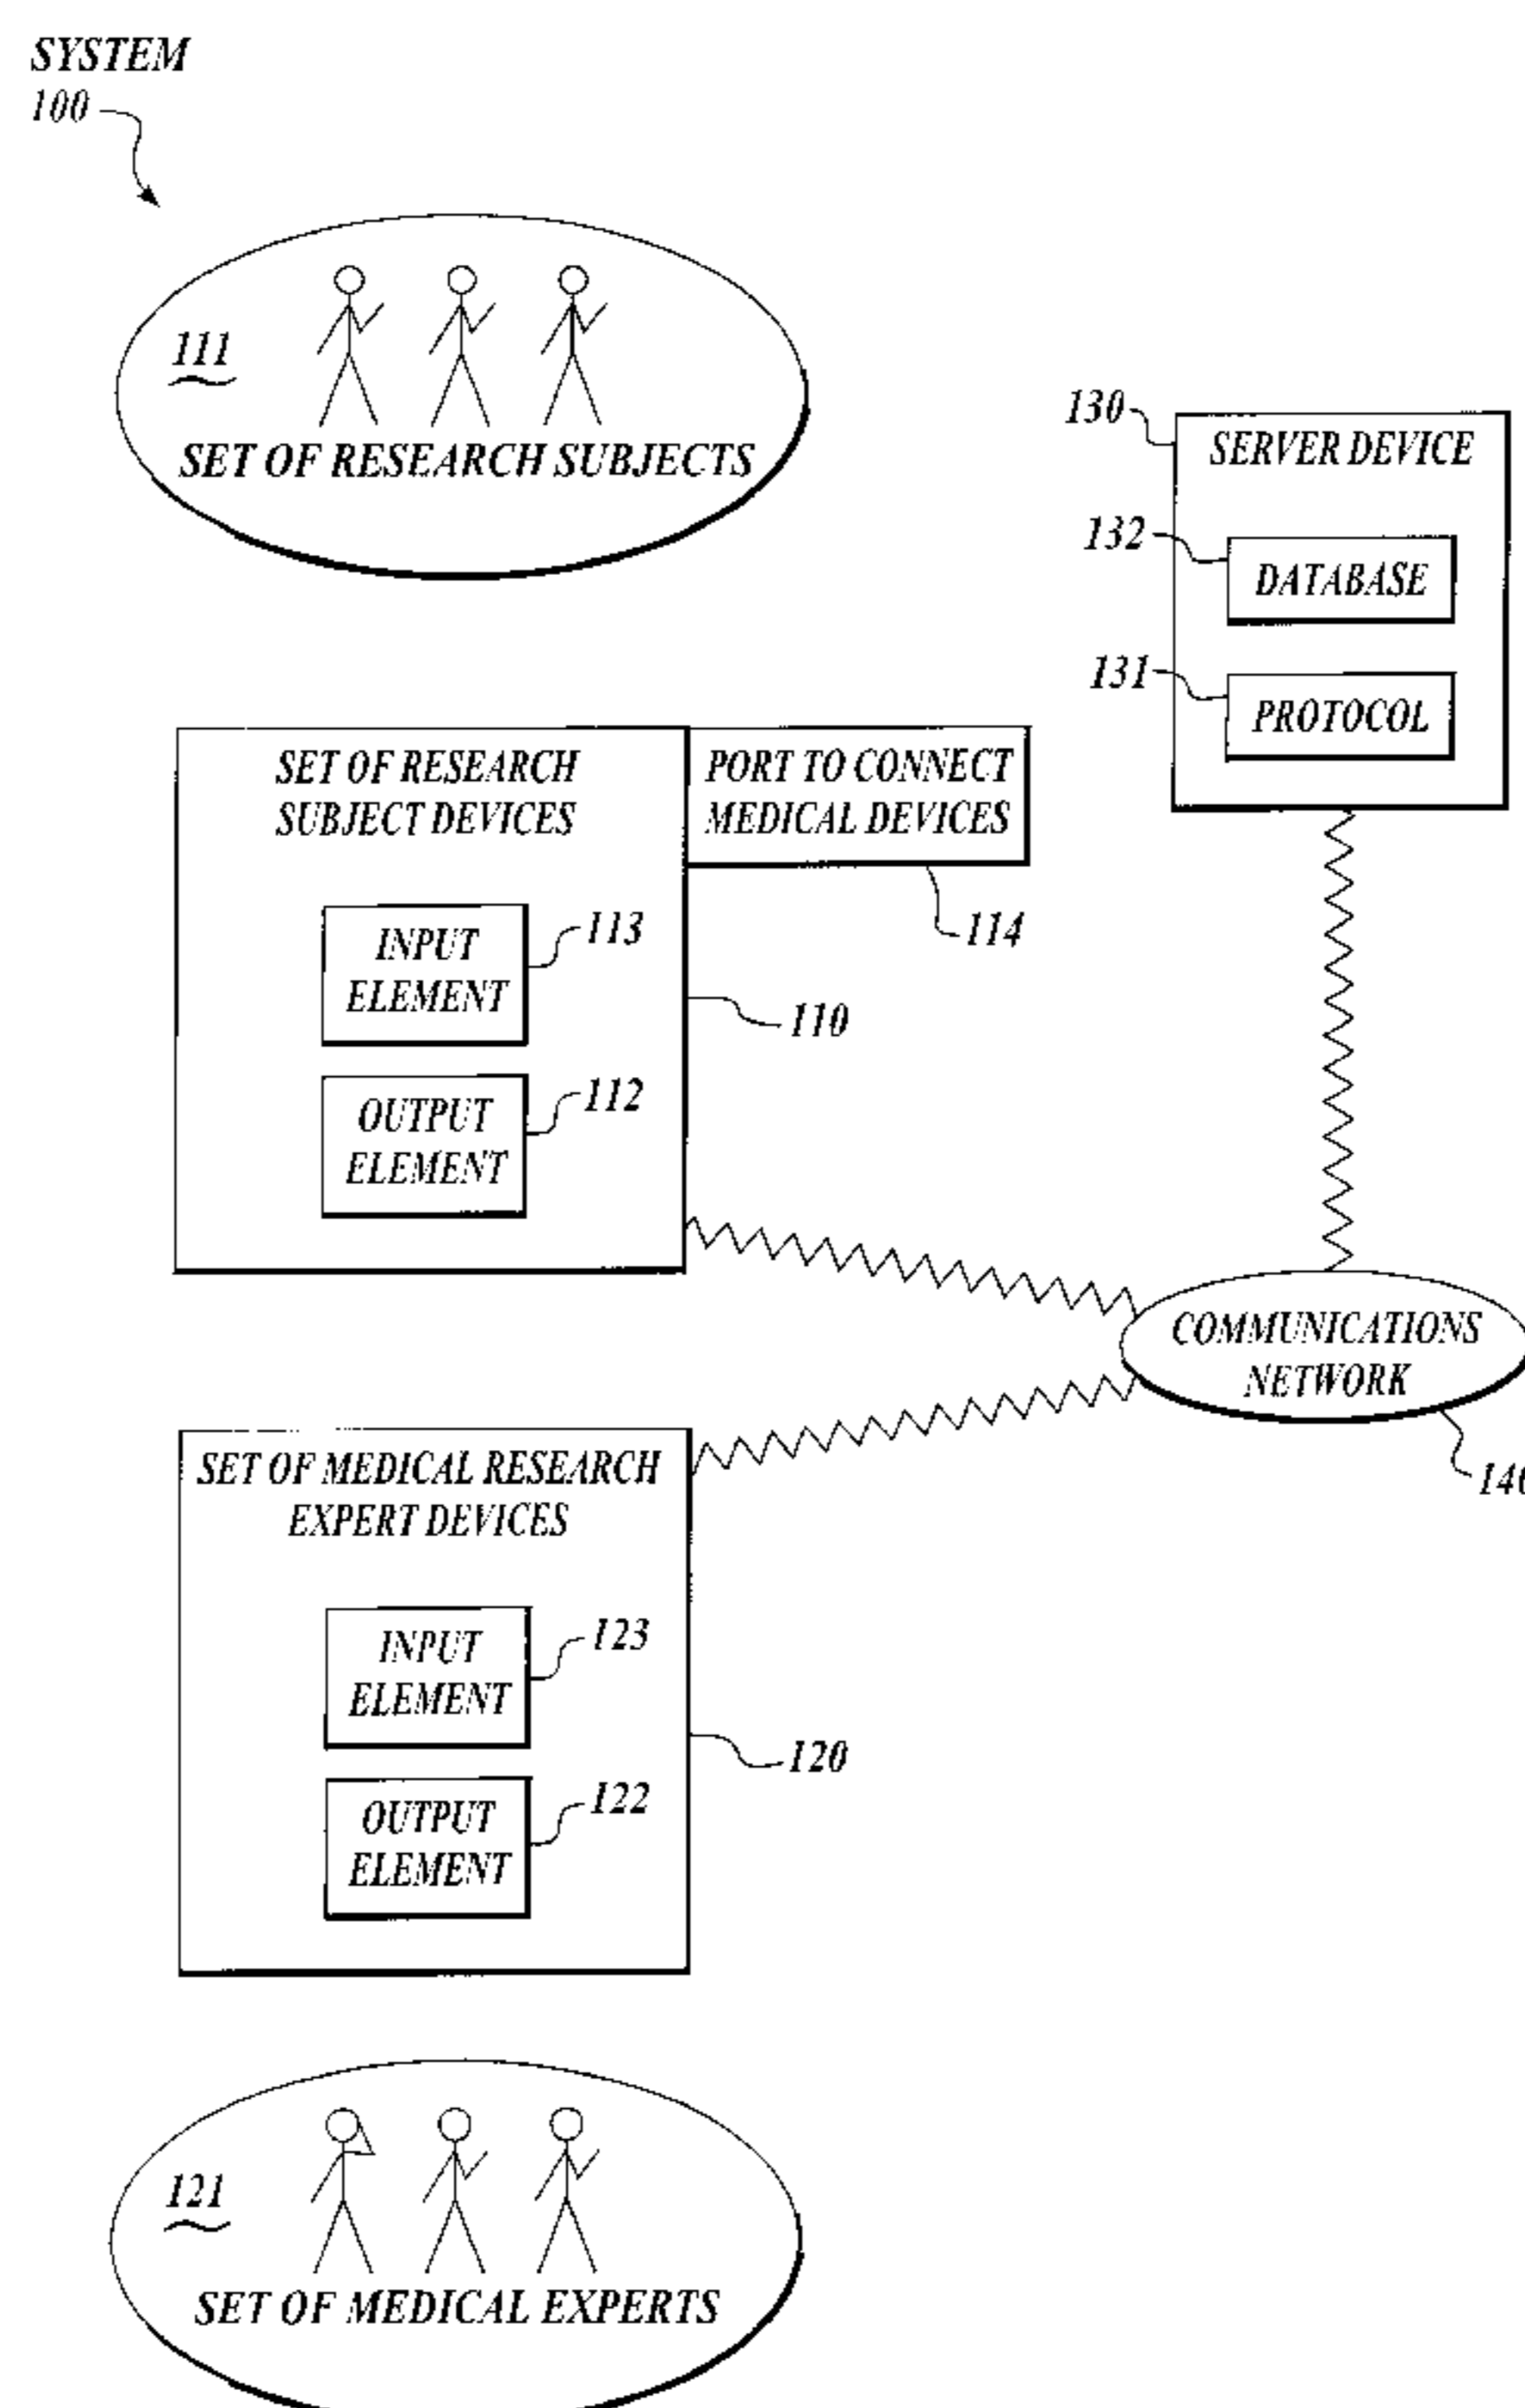 SYSTEM
100
111
SET OF RESEARCH SUBJECTS
130
SERVER DEVICE
132
DATABASE
131
PROTOCOL
SET OF RESEARCH
SUBJECT DEVICES
PORT TO CONNECT
MEDICAL DEVICES
114
INPUT
ELEMENT
113
110
OUTPUT
ELEMENT
112
COMMUNICATIONS
NETWORK
SET OF MEDICAL RESEARCH
EXPERT DEVICES
INPUT
ELEMENT
123
120
OUTPUT
ELEMENT
122
121
SET OF MEDICAL EXPERTS